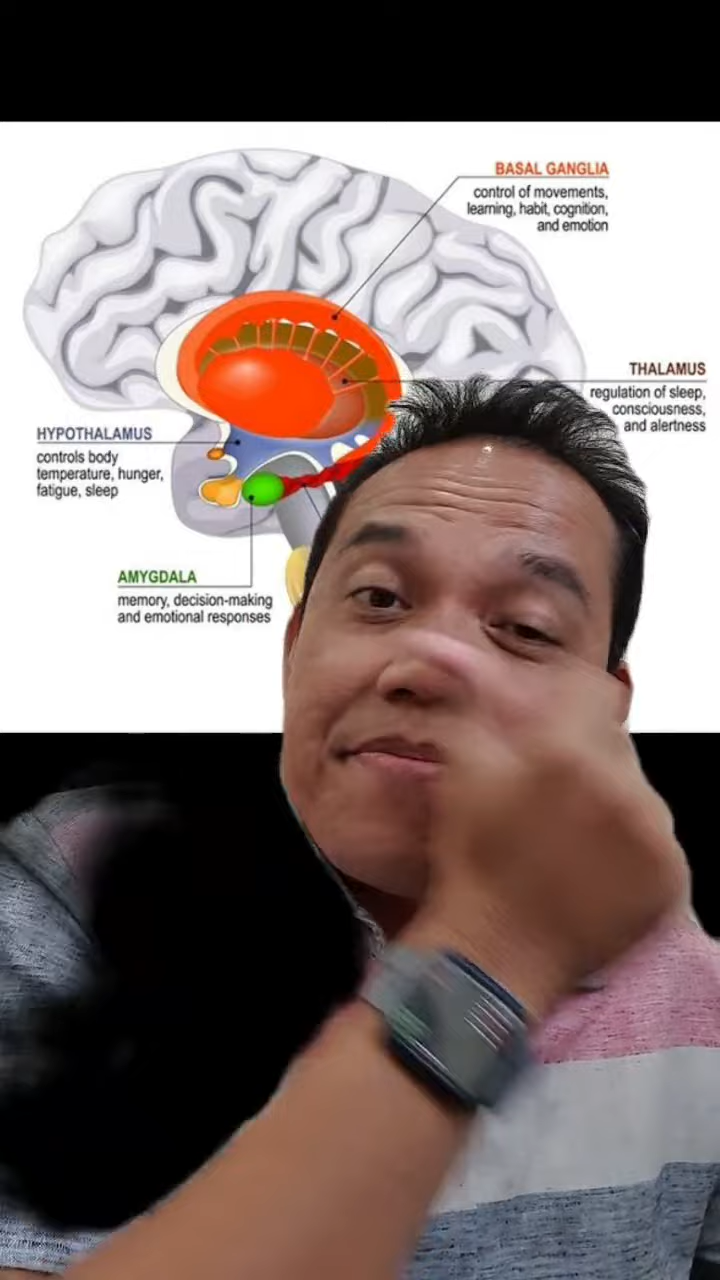 BASAL GANGLIA
control of movements,
learning, habit, cognition,
and emotion
THALAMUS
regulation of sleep,
consciousness,
and alertness
HYPOTHALAMUS
controls body
temperature, hunger,
fatigue, sleep
AMYGDALA
memory, decision-making
and emotional responses